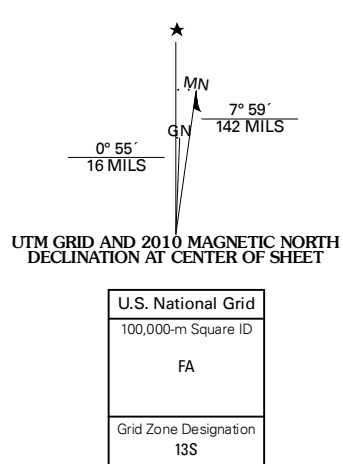 MN
7° 59´
142 MILS
GN
0° 55´
16 MILS
UTM GRID AND 2010 MAGNETIC NORTH
DECLINATION AT CENTER OF SHEET
U.S. National Grid
100,000-m Square ID
FA
Grid Zone Designation
13S